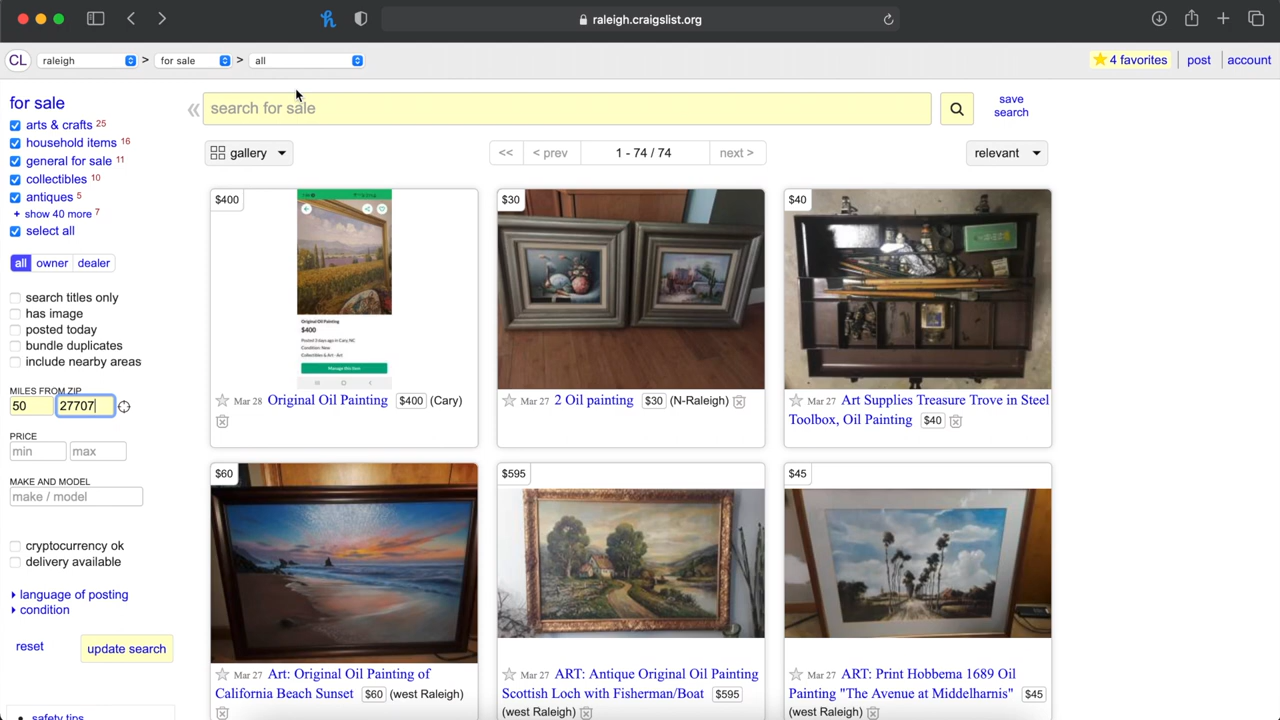 raleigh.craigslist.org
CL raleigh > for sale > all
4 favorites post account
for sale
arts & crafts 25
household items 16
general for sale 11
collectibles 10
antiques 5
+ show 40 more 7
select all
all owner dealer
search titles only
has image
posted today
bundle duplicates
include nearby areas
MILES FROM ZIP
50 27707
PRICE
min max
MAKE AND MODEL
make / model
cryptocurrency ok
delivery available
language of posting
condition
reset update search
safety tips
« search for sale
save
search
gallery
<< < prev 1 - 74 / 74 next >
relevant
$400
Original Oil Painting
$400
Posted 3 days ago in Cary, NC
Condition: New
Collectibles & Art - Art
Manage this item
Mar 28 Original Oil Painting $400 (Cary)
$30
Mar 27 2 Oil painting $30 (N-Raleigh)
$40
Mar 27 Art Supplies Treasure Trove in Steel
Toolbox, Oil Painting $40
$60
Mar 27 Art: Original Oil Painting of
California Beach Sunset $60 (west Raleigh)
$595
Mar 27 ART: Antique Original Oil Painting
Scottish Loch with Fisherman/Boat $595
(west Raleigh)
$45
Mar 27 ART: Print Hobbema 1689 Oil
Painting "The Avenue at Middelharnis" $45
(west Raleigh)